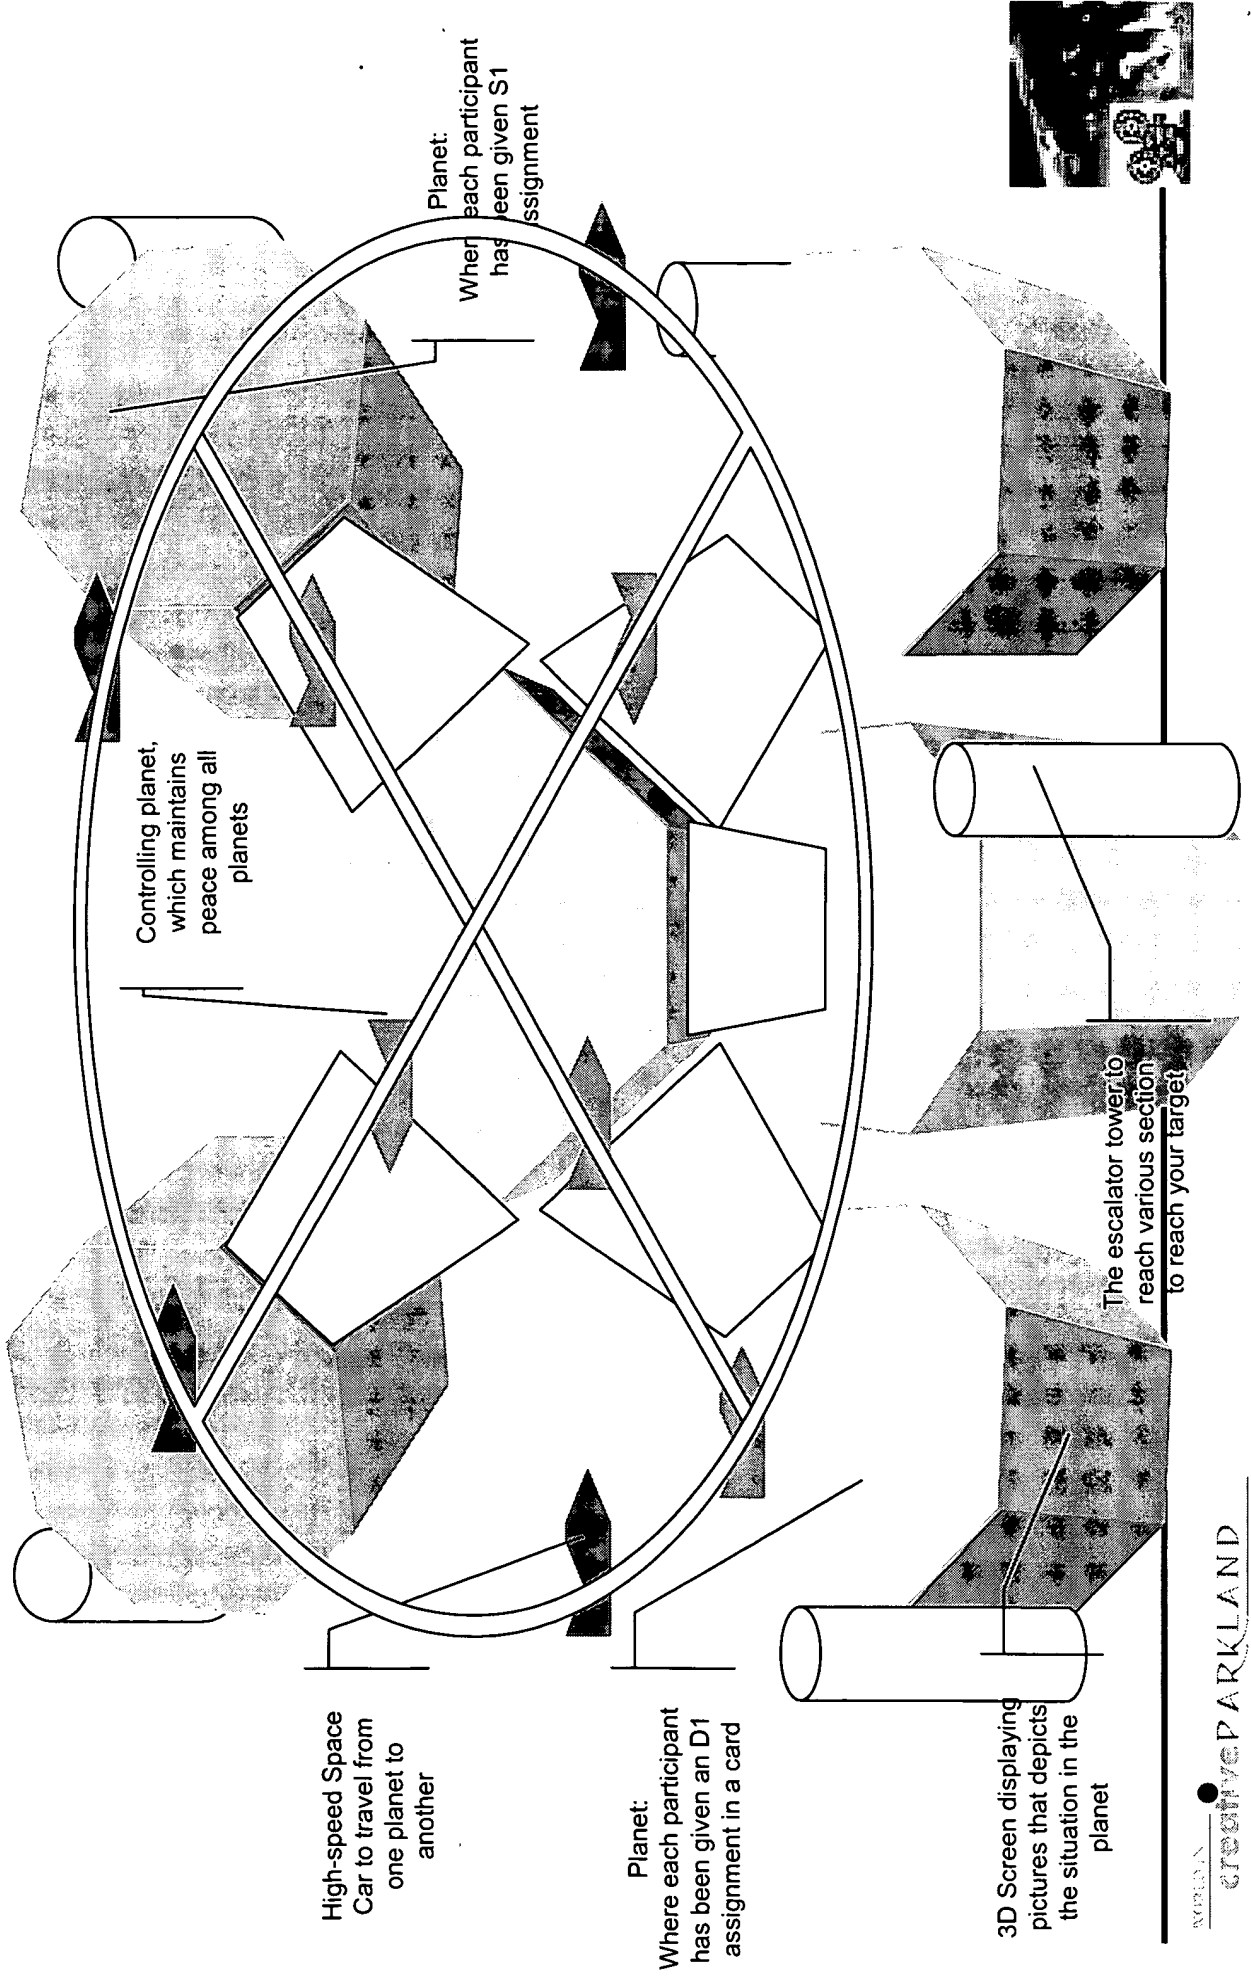 High-speed Space
Car to travel from
one planet to
another
Controlling planet,
which maintains
peace among all
planets
Planet:
Where each participant
has been given S1
assignment
Planet:
Where each participant
has been given an D1
assignment in a card
3D Screen displaying
pictures that depicts
the situation in the
planet
The escalator tower to
reach various section
to reach your target
creativePARKLAND